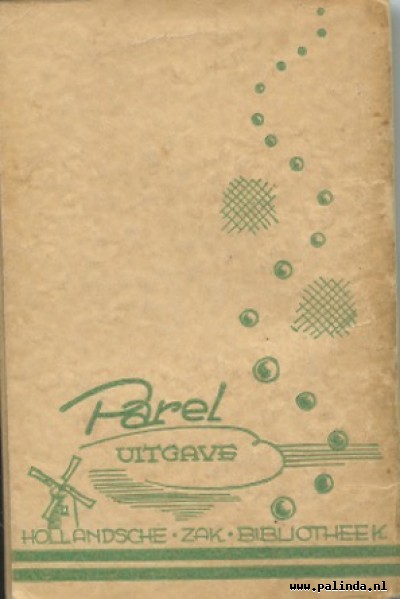 Parel
UITGAVE
HOLLANDSCHE • ZAK • BIBLIOTHEEK
www.palinda.nl